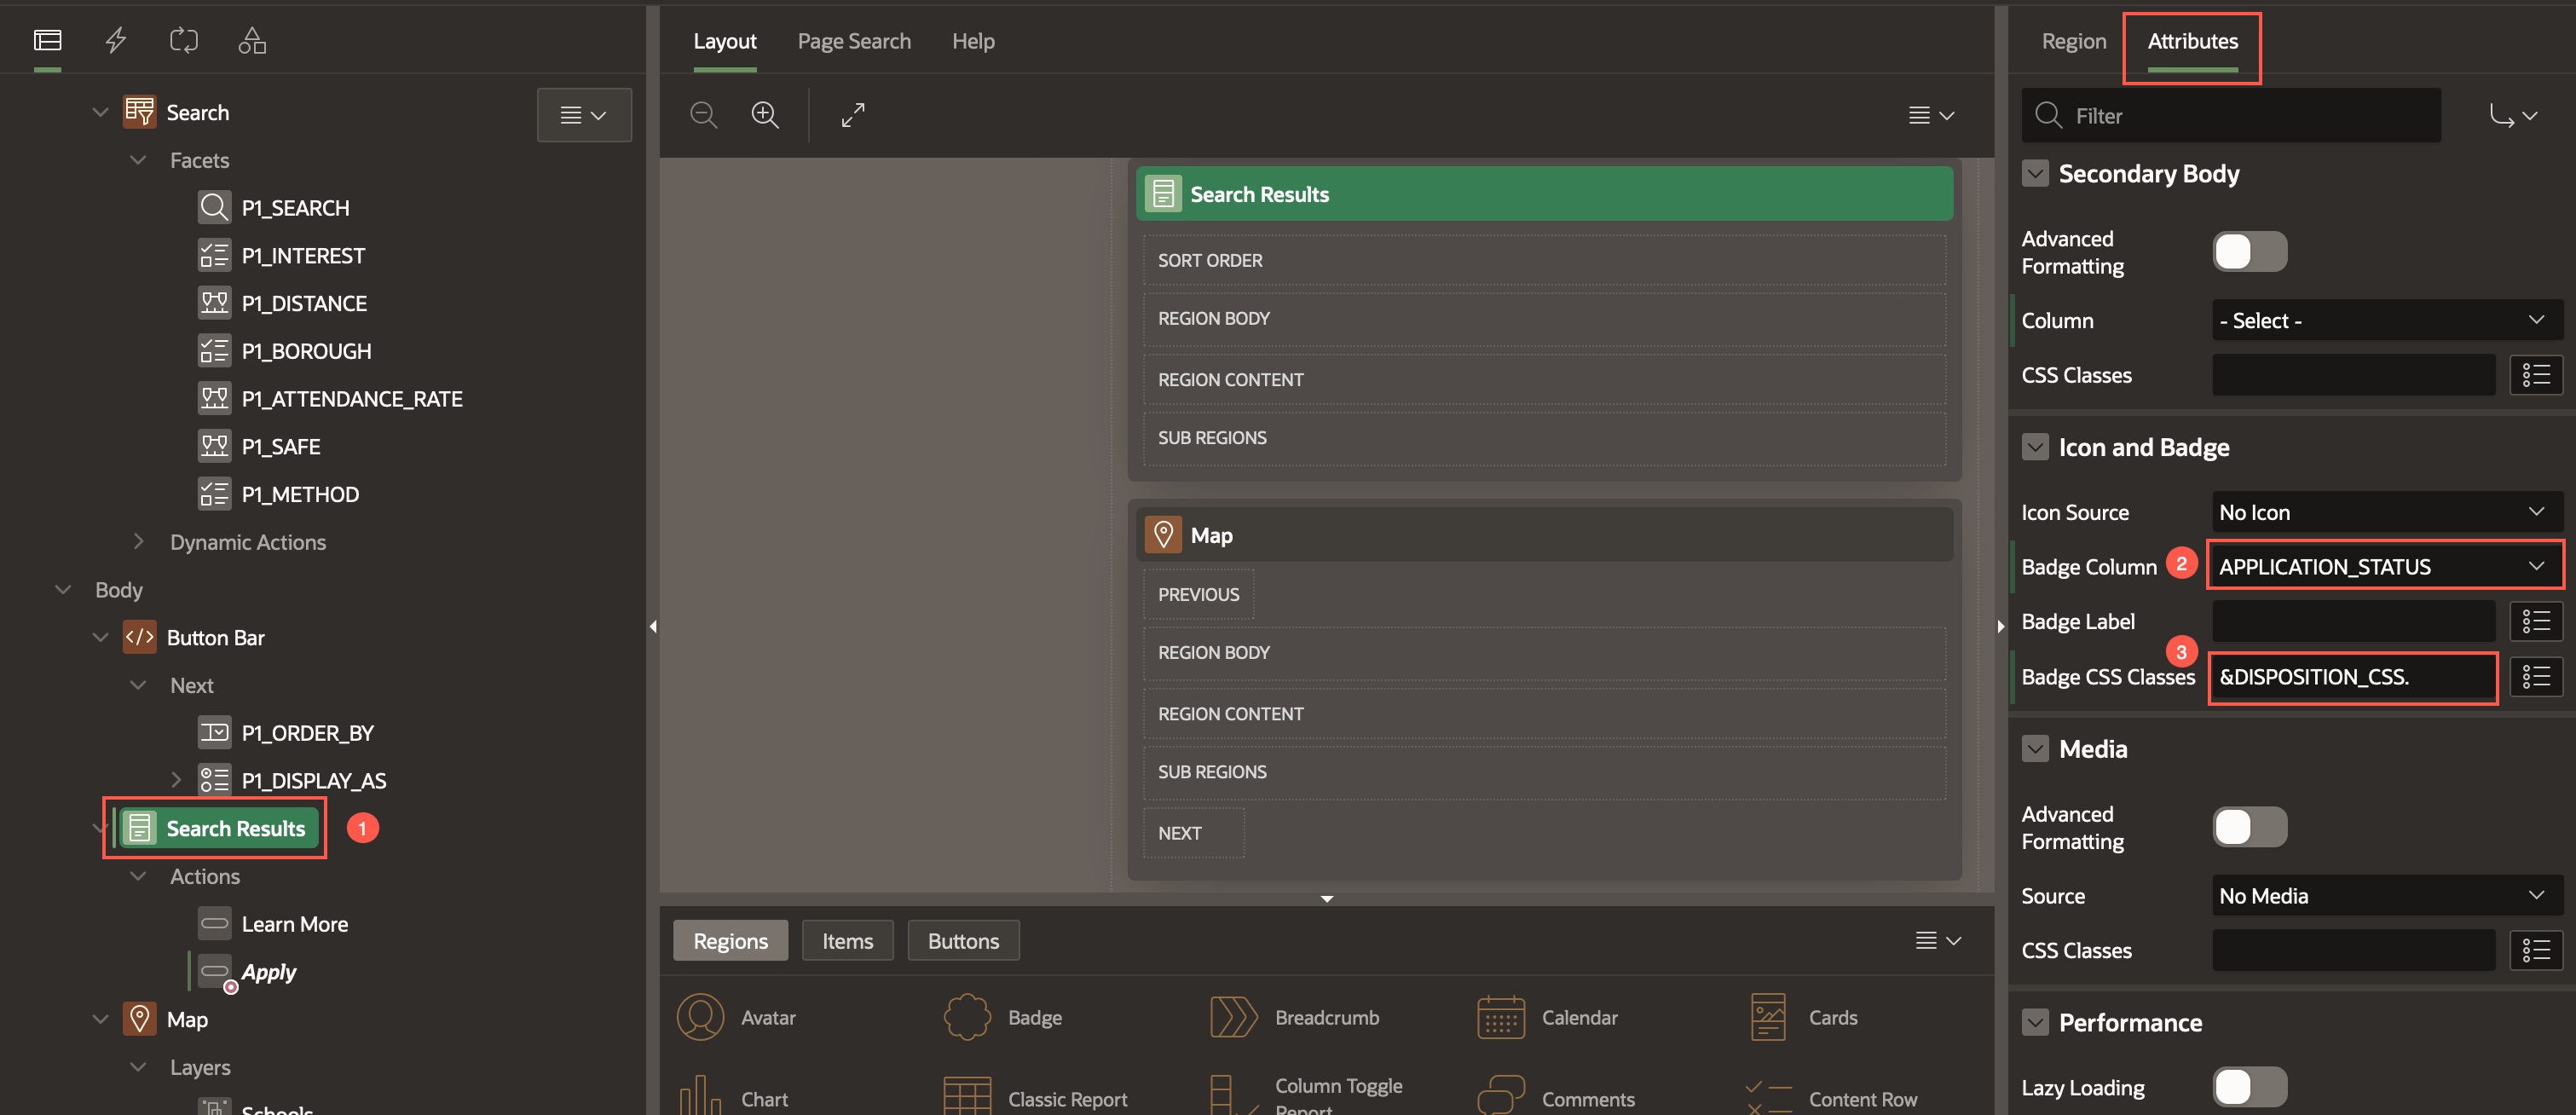 Search
Facets
P1_SEARCH
P1_INTEREST
P1_DISTANCE
P1_BOROUGH
P1_ATTENDANCE_RATE
P1_SAFE
P1_METHOD
Dynamic Actions
Body
Button Bar
Next
P1_ORDER_BY
P1_DISPLAY_AS
Search Results
1
Actions
Learn More
Apply
Map
Layers
Schools
Layout Page Search Help
Search Results
SORT ORDER
REGION BODY
REGION CONTENT
SUB REGIONS
Map
PREVIOUS
REGION BODY
REGION CONTENT
SUB REGIONS
NEXT
Regions Items Buttons
Avatar Badge Breadcrumb Calendar Cards
Chart Classic Report Column Toggle
Report Comments Content Row
Region Attributes
Filter
Secondary Body
Advanced
Formatting
Column - Select -
CSS Classes
Icon and Badge
Icon Source No Icon
Badge Column 2 APPLICATION_STATUS
Badge Label
3
Badge CSS Classes &DISPOSITION_CSS.
Media
Advanced
Formatting
Source No Media
CSS Classes
Performance
Lazy Loading